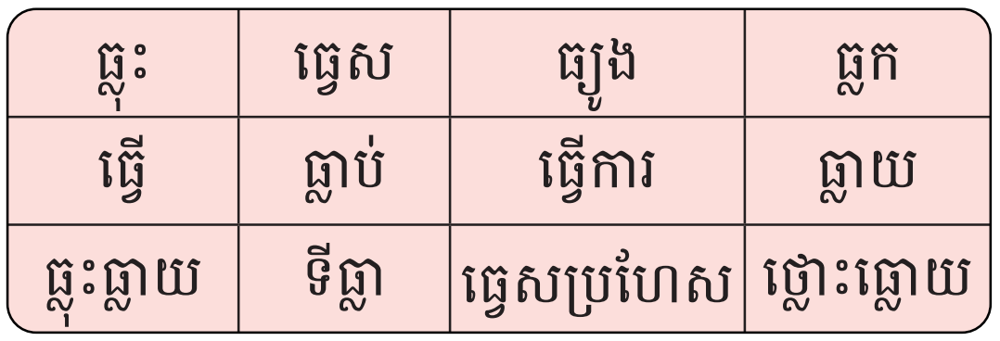 ធ្លុះ ធ្វេស ធ្យូង ធ្លក
ធ្វើ ធ្លាប់ ធ្វើការ ធ្លាយ
ធ្លុះធ្លាយ ទីធ្លា ធ្វេសប្រហែស ថ្លោះធ្លោយ